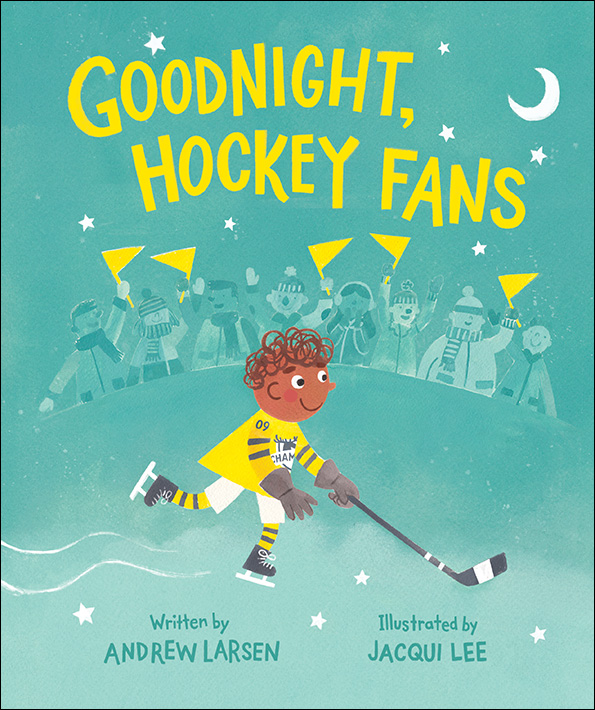 GOODNIGHT,
HOCKEY FANS
09
CHAM
Written by
ANDREW LARSEN
Illustrated by
JACQUI LEE